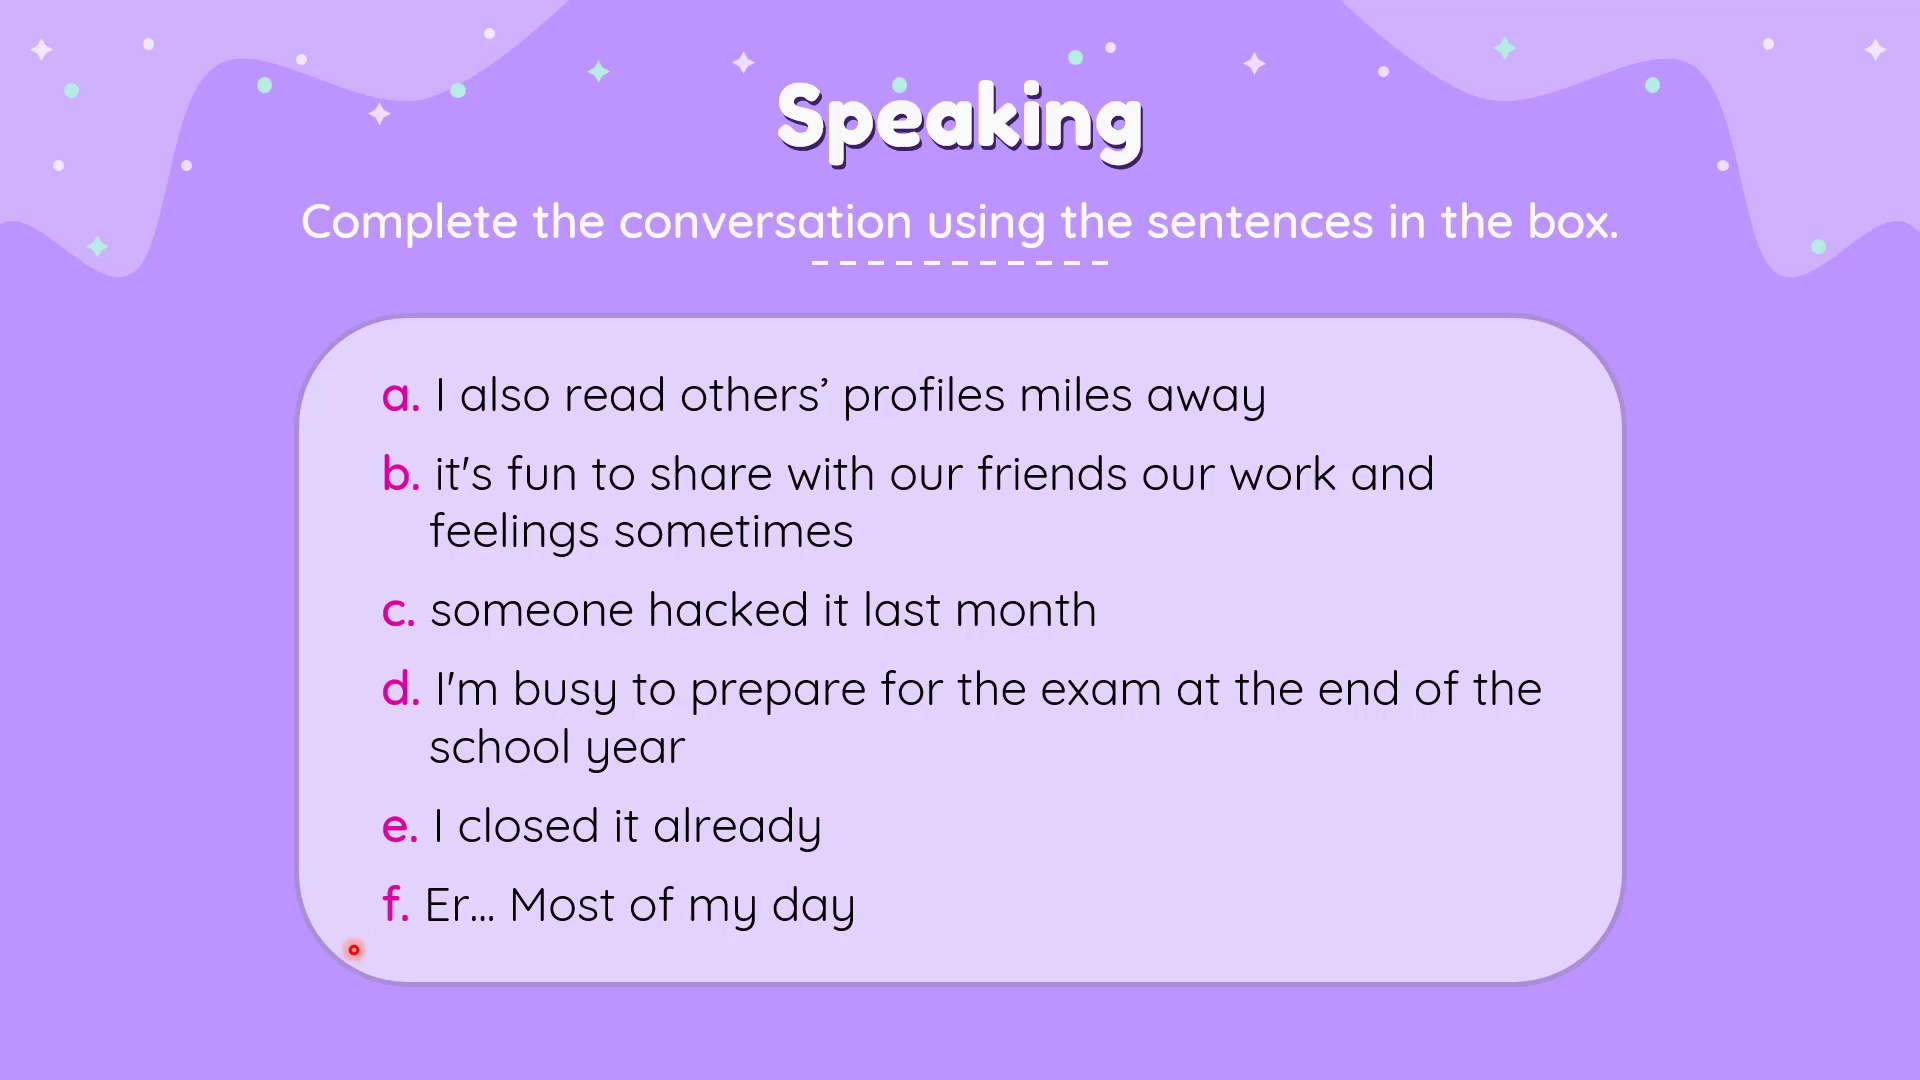 Speaking
Complete the conversation using the sentences in the box.
a. I also read others’ profiles miles away
b. it's fun to share with our friends our work and
feelings sometimes
c. someone hacked it last month
d. I'm busy to prepare for the exam at the end of the
school year
e. I closed it already
f. Er... Most of my day